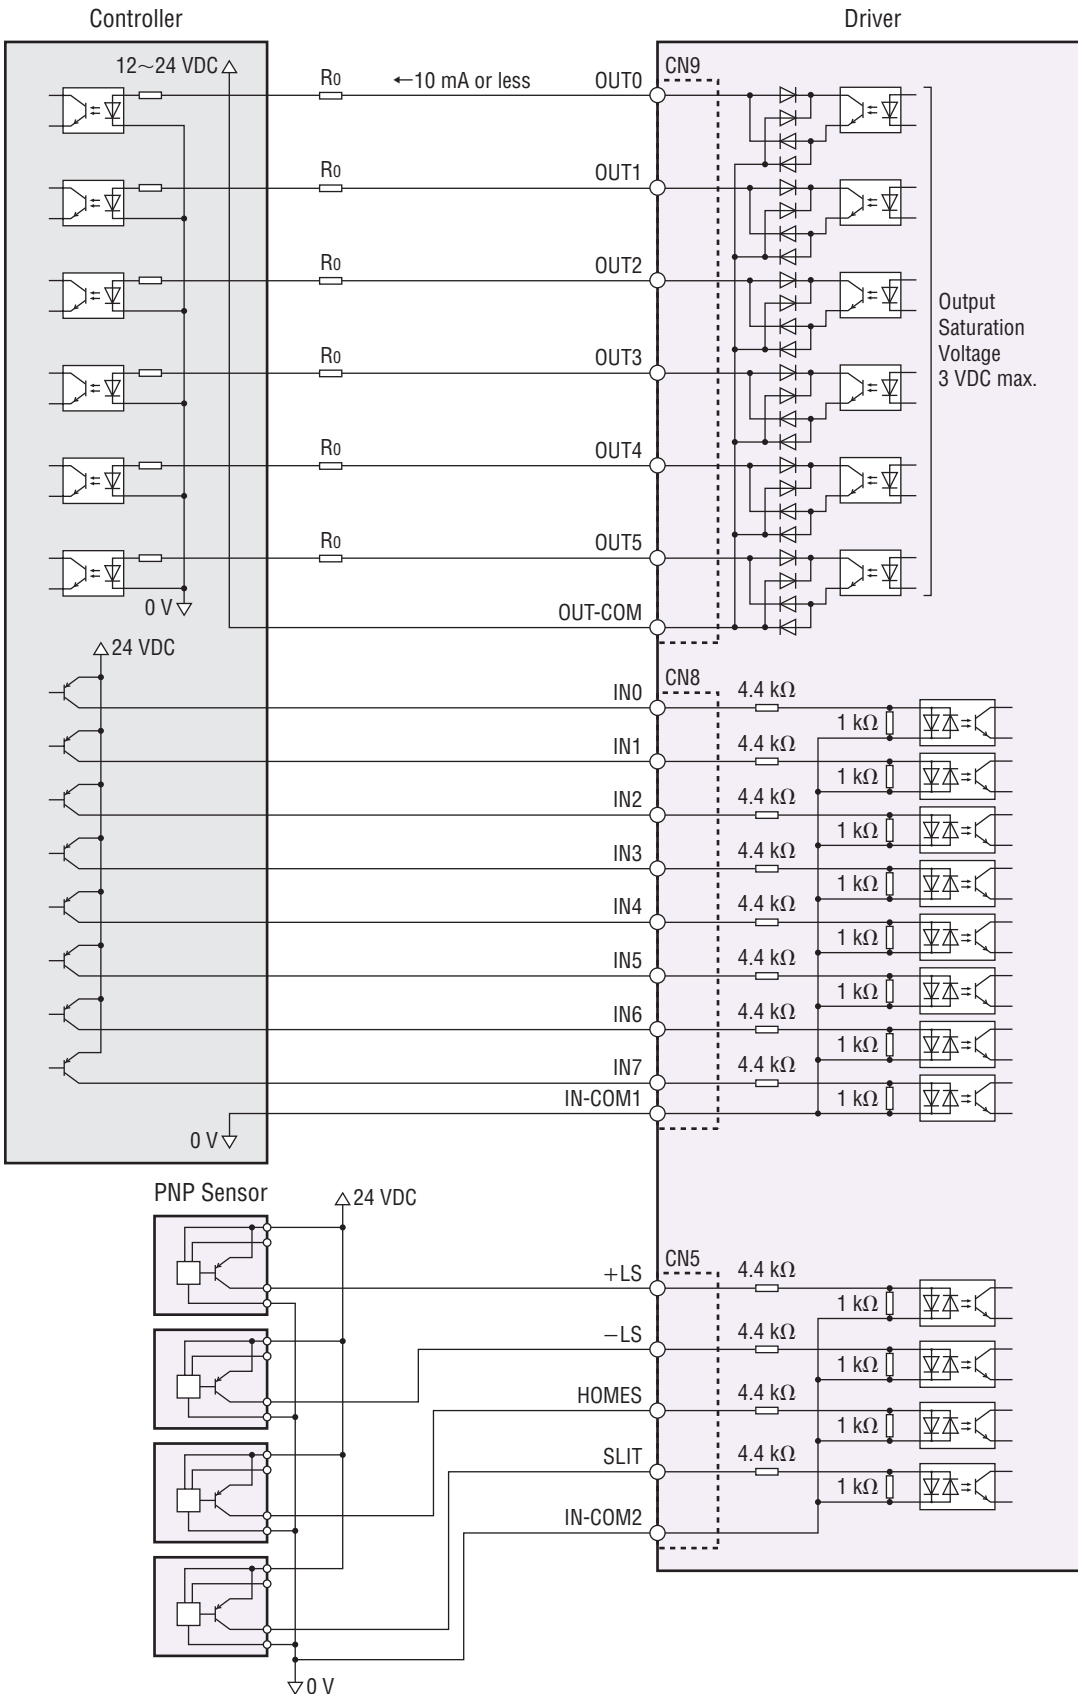 Controller
Driver
12~24 VDC
R0
←10 mA or less
OUT0
CN9
R0
OUT1
R0
OUT2
Output
Saturation
Voltage
3 VDC max.
R0
OUT3
R0
OUT4
R0
OUT5
0 V
OUT-COM
24 VDC
CN8
IN0
4.4 kΩ
1 kΩ
IN1
4.4 kΩ
1 kΩ
IN2
4.4 kΩ
1 kΩ
IN3
4.4 kΩ
1 kΩ
IN4
4.4 kΩ
1 kΩ
IN5
4.4 kΩ
1 kΩ
IN6
4.4 kΩ
1 kΩ
IN7
4.4 kΩ
1 kΩ
IN-COM1
0 V
PNP Sensor
24 VDC
CN5
+LS
4.4 kΩ
1 kΩ
−LS
4.4 kΩ
1 kΩ
HOMES
4.4 kΩ
1 kΩ
SLIT
4.4 kΩ
1 kΩ
IN-COM2
0 V